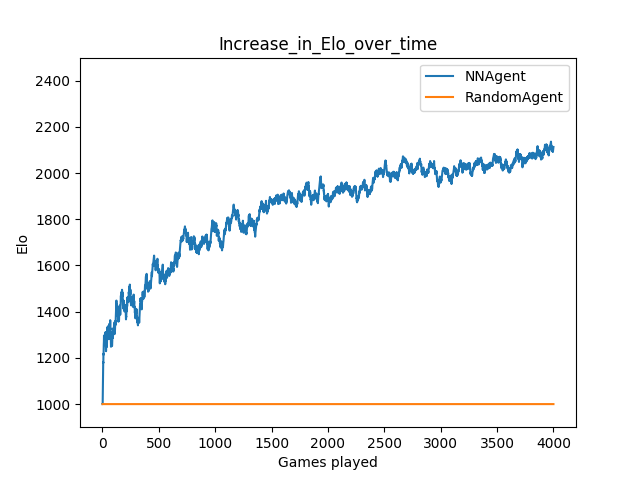 Increase_in_Elo_over_time
NNAgent
RandomAgent
2400
2200
2000
1800
1600
1400
1200
1000
Elo
0 500 1000 1500 2000 2500 3000 3500 4000
Games played